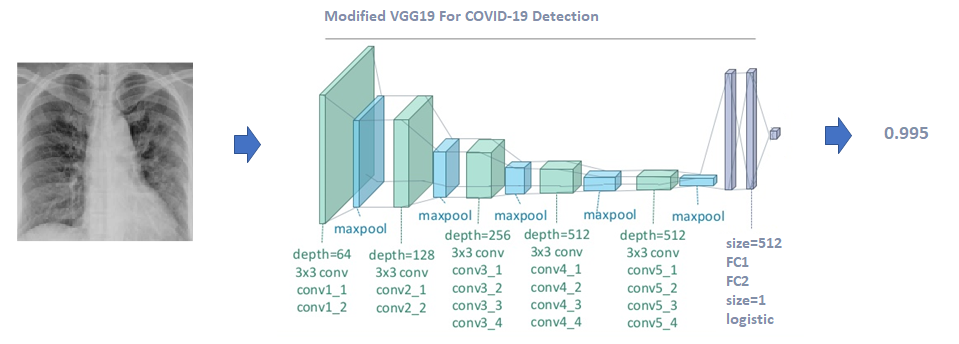 Modified VGG19 For COVID-19 Detection
0.995
maxpool
maxpool
maxpool
maxpool
maxpool
depth=64
3x3 conv
conv1_1
conv1_2
depth=128
3x3 conv
conv2_1
conv2_2
depth=256
3x3 conv
conv3_1
conv3_2
conv3_3
conv3_4
depth=512
3x3 conv
conv4_1
conv4_2
conv4_3
conv4_4
depth=512
3x3 conv
conv5_1
conv5_2
conv5_3
conv5_4
size=512
FC1
FC2
size=1
logistic